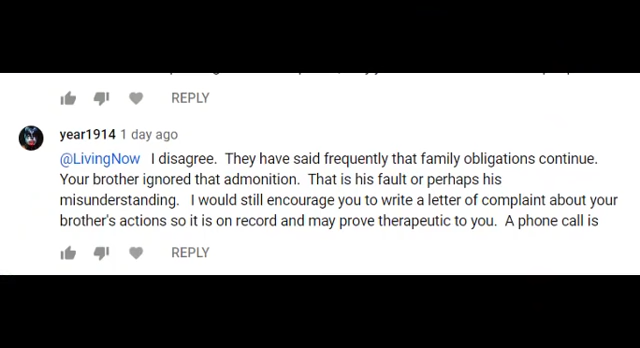 REPLY
year1914 1 day ago
@LivingNow I disagree. They have said frequently that family obligations continue.
Your brother ignored that admonition. That is his fault or perhaps his
misunderstanding. I would still encourage you to write a letter of complaint about your
brother's actions so it is on record and may prove therapeutic to you. A phone call is
REPLY